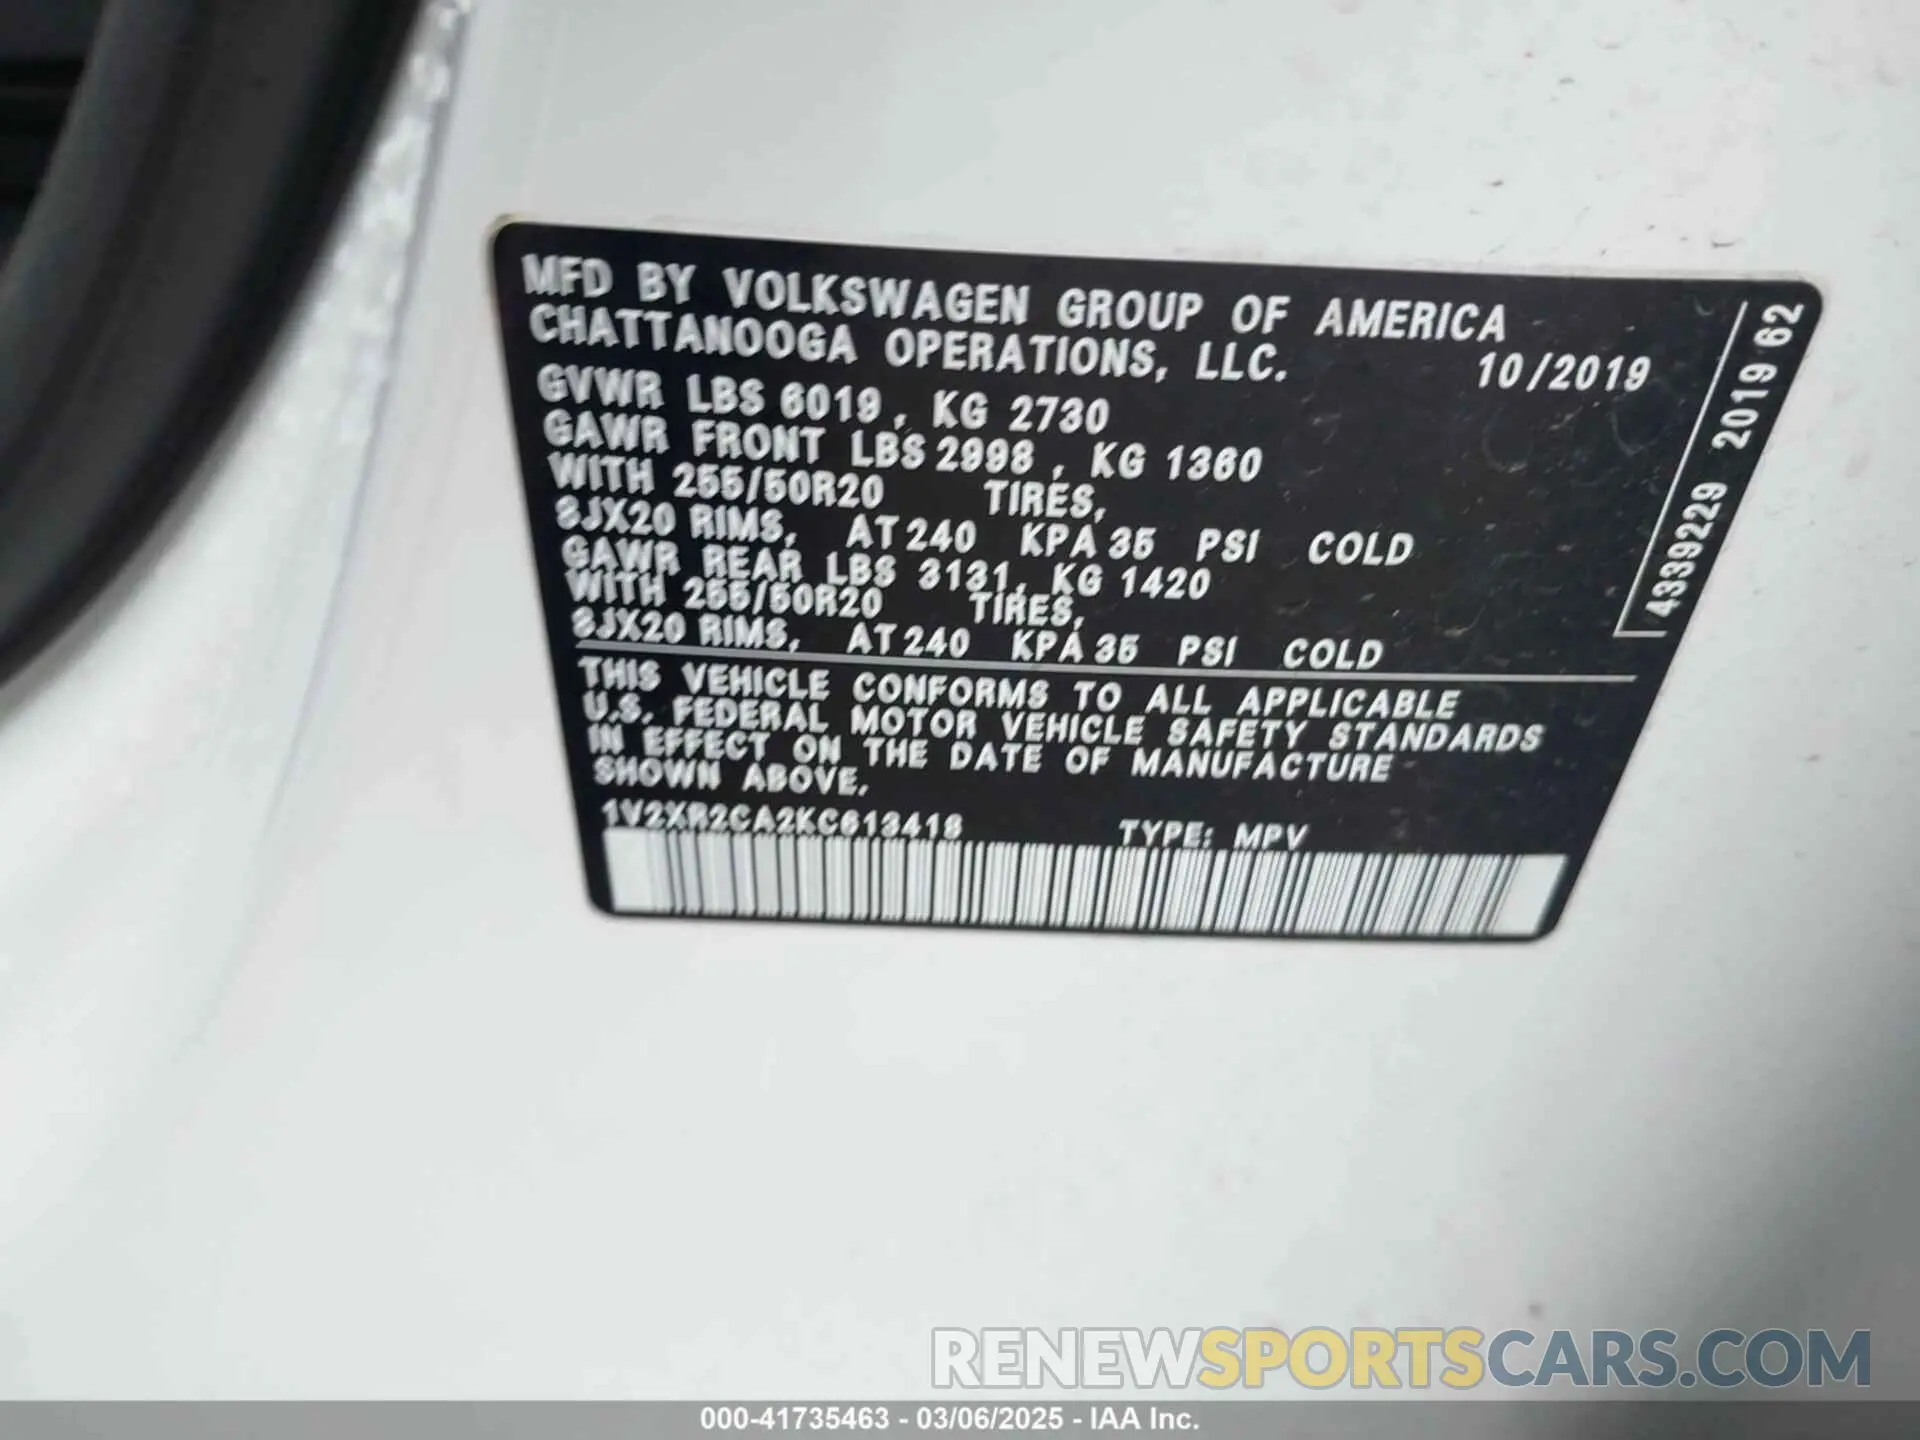 MFD BY VOLKSWAGEN GROUP OF AMERICA
CHATTANOOGA OPERATIONS, LLC.
10/2019
GVWR LBS 6019, KG 2730
GAWR FRONT LBS 2998, KG 1360
WITH 255/50R20 TIRES,
8JX20 RIMS, AT 240 KPA 35 PSI COLD
GAWR REAR LBS 3131, KG 1420
WITH 255/50R20 TIRES,
8JX20 RIMS, AT 240 KPA 35 PSI COLD
4339229 2019 62
THIS VEHICLE CONFORMS TO ALL APPLICABLE
U.S. FEDERAL MOTOR VEHICLE SAFETY STANDARDS
IN EFFECT ON THE DATE OF MANUFACTURE
SHOWN ABOVE.
1V2XR2CA2KC613418 TYPE: MPV
RENEWSPORTSCARS.COM
000-41735463 - 03/06/2025 - IAA Inc.